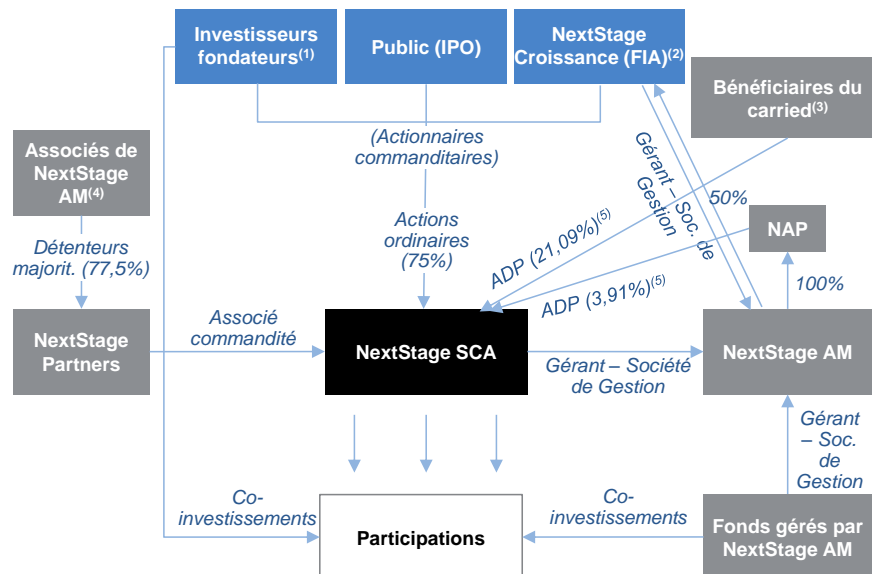 Investisseurs
fondateurs(1)
Public (IPO)
NextStage
Croissance (FIA)(2)
Bénéficiaires du
carried(3)
Associés de
NextStage
AM(4)
(Actionnaires
commanditaires)
Gérant – Soc. de
Gestion
50%
NAP
Détenteurs
majorit. (77,5%)
Actions
ordinaires
(75%)
ADP (21,09%)(5)
ADP (3,91%)(5)
100%
NextStage
Partners
Associé
commandité
NextStage SCA
Gérant – Société
de Gestion
NextStage AM
Gérant
– Soc.
de
Gestion
Co-
investissements
Participations
Co-
investissements
Fonds gérés par
NextStage AM